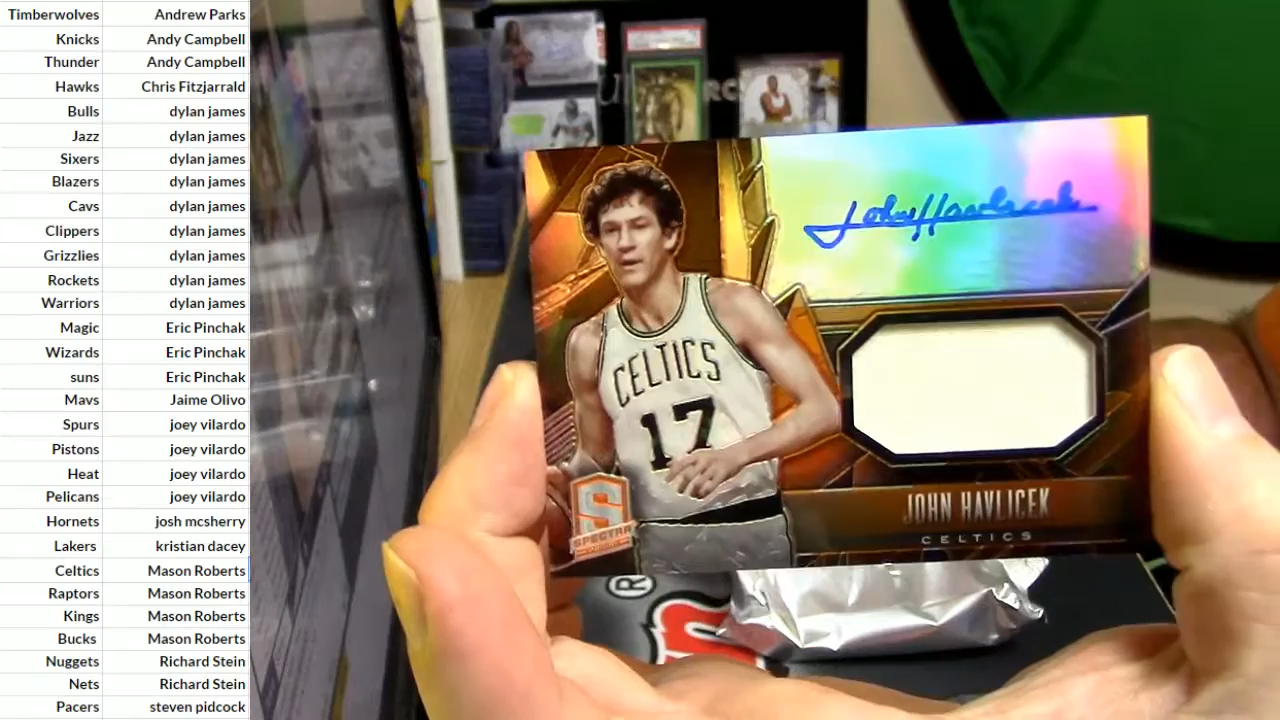 Timberwolves Andrew Parks
Knicks Andy Campbell
Thunder Andy Campbell
Hawks Chris Fitzjarrald
Bulls dylan james
Jazz dylan james
Sixers dylan james
Blazers dylan james
Cavs dylan james
Clippers dylan james
Grizzlies dylan james
Rockets dylan james
Warriors dylan james
Magic Eric Pinchak
Wizards Eric Pinchak
suns Eric Pinchak
Mavs Jaime Olivo
Spurs joey vilardo
Pistons joey vilardo
Heat joey vilardo
Pelicans joey vilardo
Hornets josh mcsherry
Lakers kristian dacey
Celtics Mason Roberts
Raptors Mason Roberts
Kings Mason Roberts
Bucks Mason Roberts
Nuggets Richard Stein
Nets Richard Stein
Pacers steven pidcock
John Havlicek
CELTICS
17
S
SPECTRA
JOHN HAVLICEK
CELTICS
®